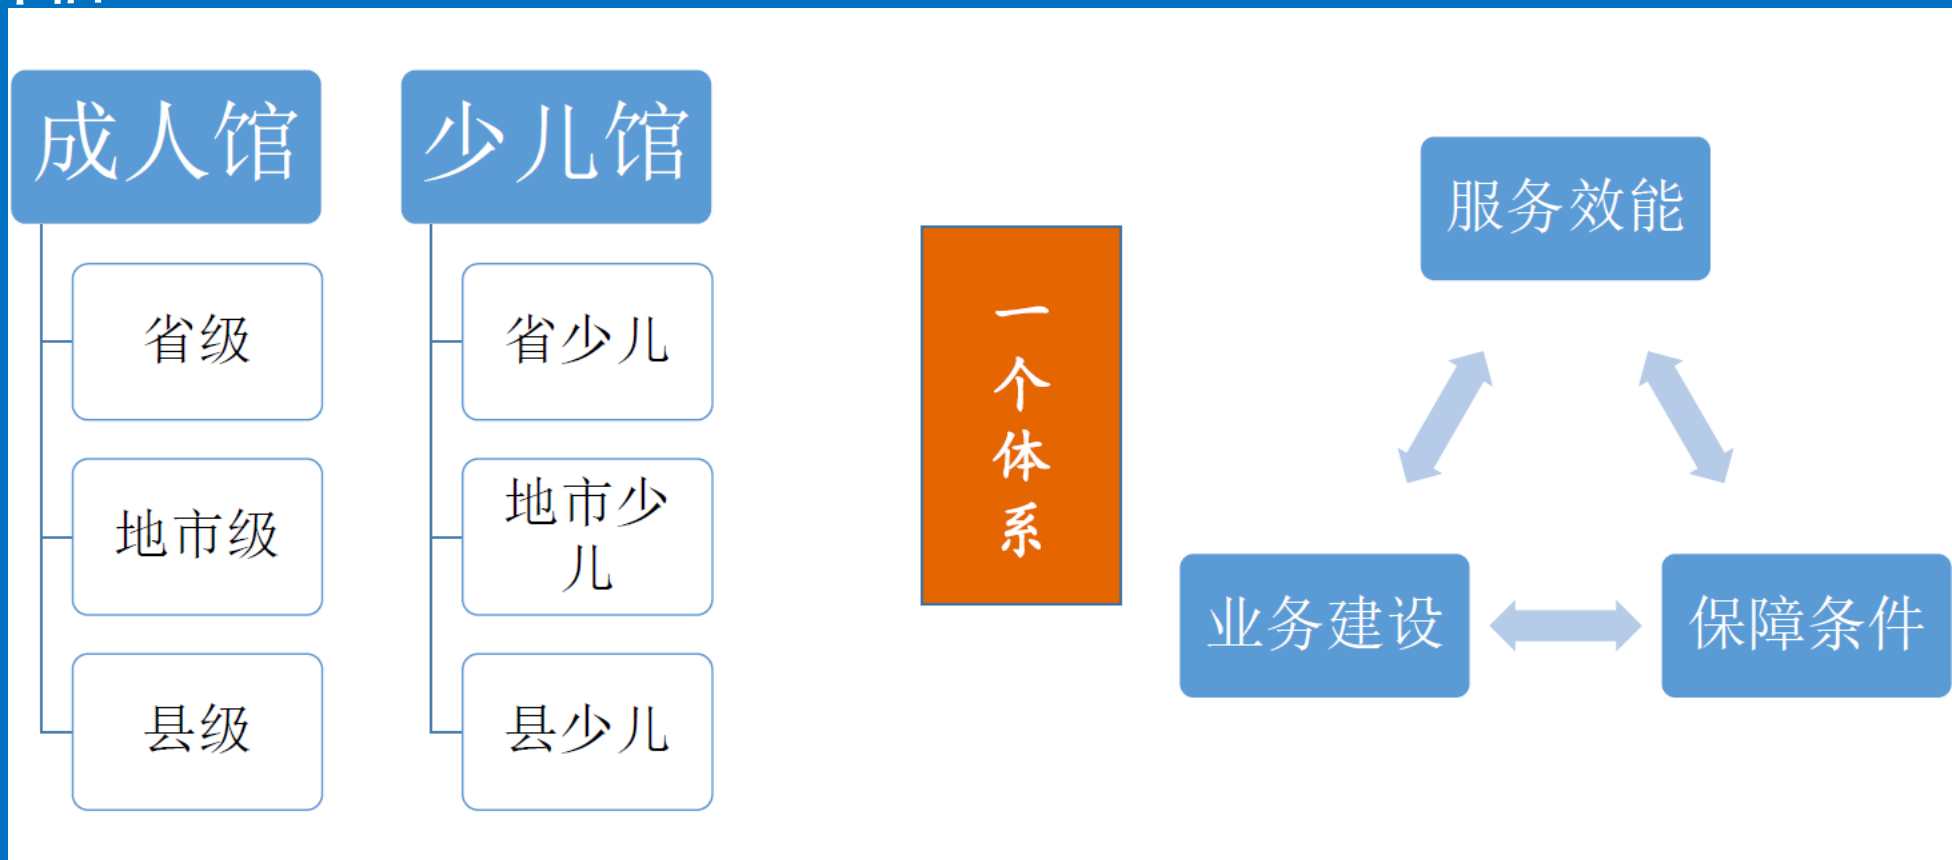 成人馆
省级
地市级
县级
少儿馆
省少儿
地市少
儿
县少儿
一
个
体
系
服务效能
业务建设
保障条件